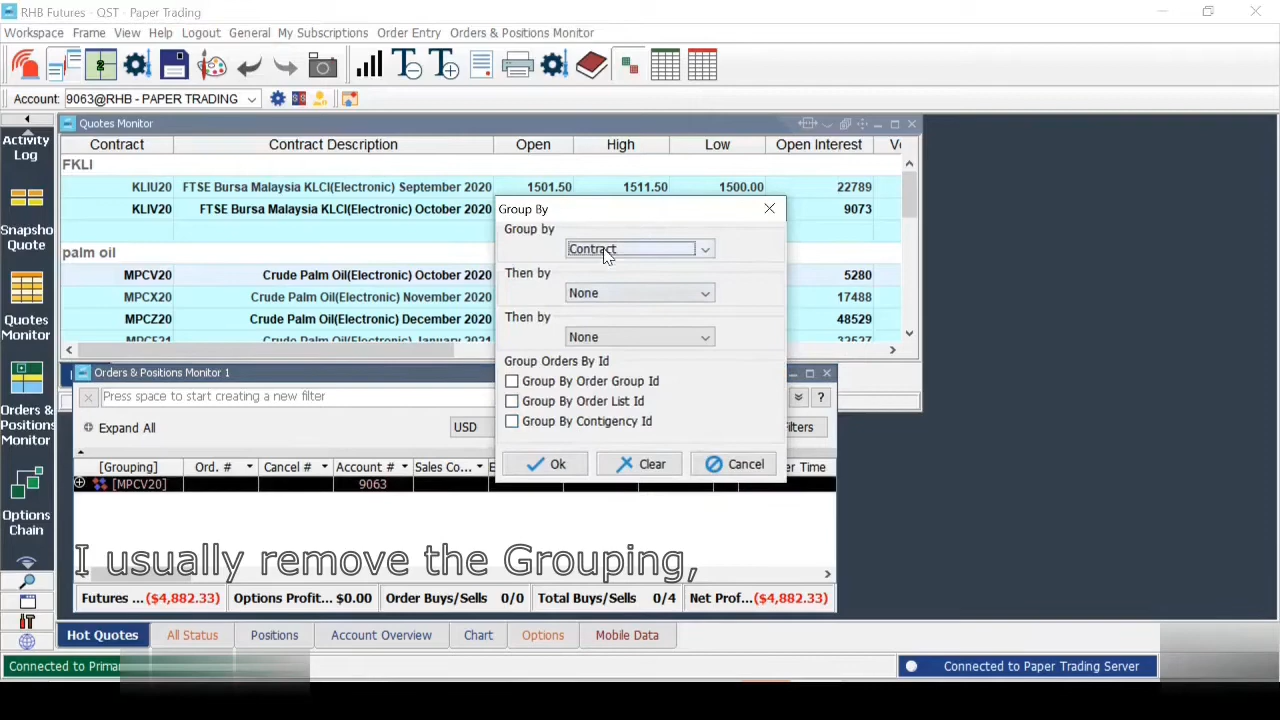 RHB Futures - QST - Paper Trading
Workspace Frame View Help Logout General My Subscriptions Order Entry Orders & Positions Monitor
Account: 9063@RHB - PAPER TRADING
Activity Log
Snapsho Quote
Quotes Monitor
Orders & Positions Monitor
Options Chain
Quotes Monitor
Contract Contract Description Open High Low Open Interest
FKLI
KLIU20 FTSE Bursa Malaysia KLCI(Electronic) September 2020 1501.50 1511.50 1500.00 22789
KLIV20 FTSE Bursa Malaysia KLCI(Electronic) October 2020 9073
palm oil
MPCV20 Crude Palm Oil(Electronic) October 2020 5280
MPCX20 Crude Palm Oil(Electronic) November 2020 17488
MPCZ20 Crude Palm Oil(Electronic) December 2020 48529
Group By
Group by
Contract
Then by
None
Then by
None
Group Orders By Id
Group By Order Group Id
Group By Order List Id
Group By Contigency Id
Ok Clear Cancel
Orders & Positions Monitor 1
Press space to start creating a new filter ?
Expand All USD
[Grouping] Ord. # Cancel # Account # Sales Co... Time
[MPCV20] 9063
I usually remove the Grouping,
Futures ... ($4,882.33) Options Profit... $0.00 Order Buys/Sells 0/0 Total Buys/Sells 0/4 Net Prof... ($4,882.33)
Hot Quotes All Status Positions Account Overview Chart Options Mobile Data
Connected to Prima Connected to Paper Trading Server